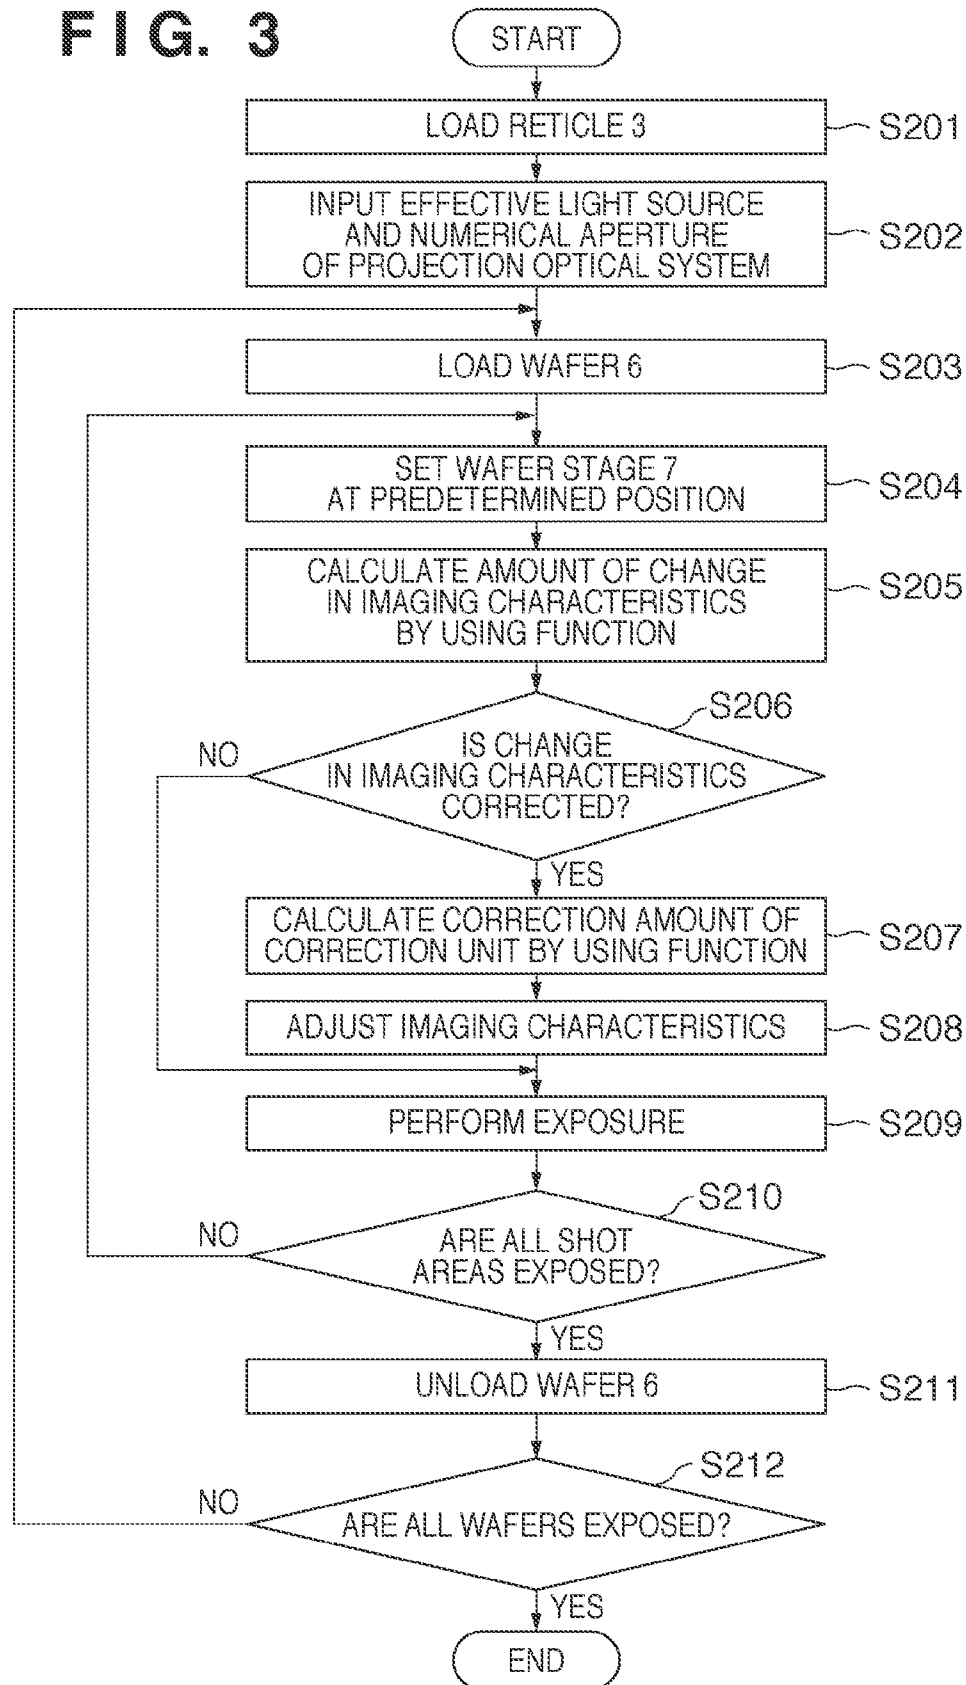 FIG. 3
START
LOAD RETICLE 3
S201
INPUT EFFECTIVE LIGHT SOURCE
AND NUMERICAL APERTURE
OF PROJECTION OPTICAL SYSTEM
S202
LOAD WAFER 6
S203
SET WAFER STAGE 7
AT PREDETERMINED POSITION
S204
CALCULATE AMOUNT OF CHANGE
IN IMAGING CHARACTERISTICS
BY USING FUNCTION
S205
S206
NO
IS CHANGE
IN IMAGING CHARACTERISTICS
CORRECTED?
YES
CALCULATE CORRECTION AMOUNT OF
CORRECTION UNIT BY USING FUNCTION
S207
ADJUST IMAGING CHARACTERISTICS
S208
PERFORM EXPOSURE
S209
S210
NO
ARE ALL SHOT
AREAS EXPOSED?
YES
UNLOAD WAFER 6
S211
S212
NO
ARE ALL WAFERS EXPOSED?
YES
END